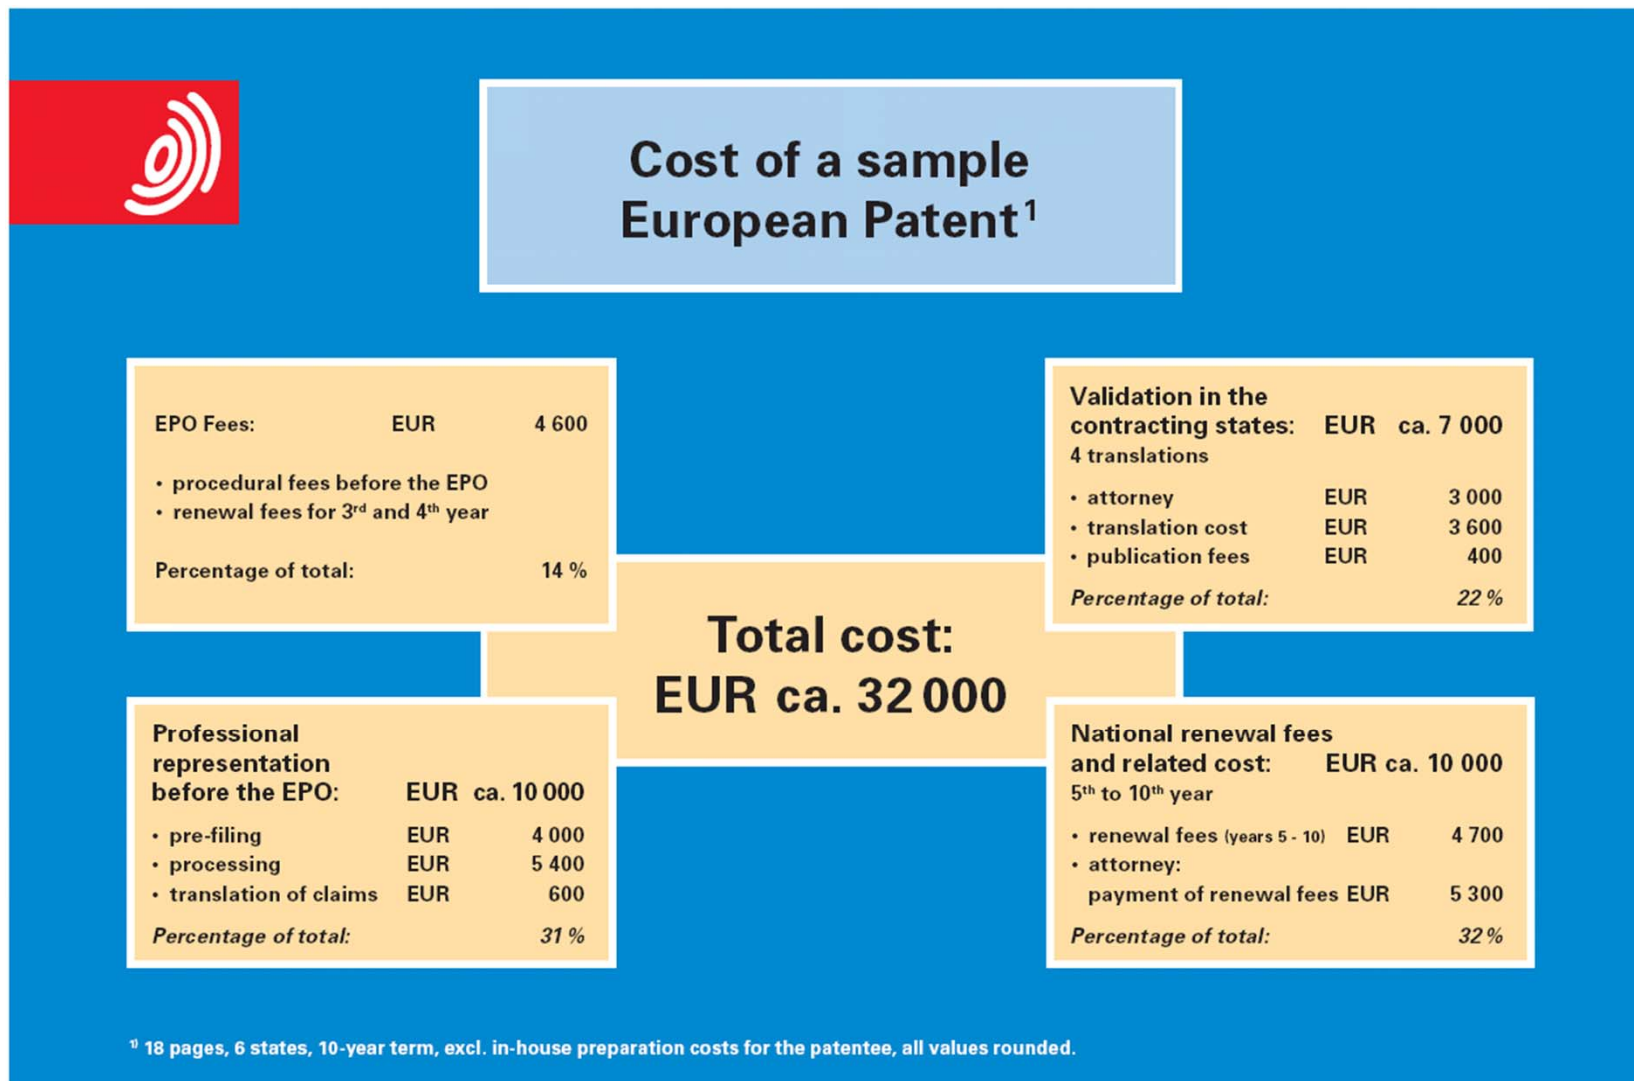 Cost of a sample
European Patent¹
EPO Fees: EUR 4 600
• procedural fees before the EPO
• renewal fees for 3rd and 4th year
Percentage of total: 14 %
Validation in the
contracting states: EUR ca. 7 000
4 translations
• attorney EUR 3 000
• translation cost EUR 3 600
• publication fees EUR 400
Percentage of total: 22 %
Total cost:
EUR ca. 32 000
Professional
representation
before the EPO: EUR ca. 10 000
• pre-filing EUR 4 000
• processing EUR 5 400
• translation of claims EUR 600
Percentage of total: 31 %
National renewal fees
and related cost: EUR ca. 10 000
5th to 10th year
• renewal fees (years 5 - 10) EUR 4 700
• attorney:
payment of renewal fees EUR 5 300
Percentage of total: 32 %
¹⁾ 18 pages, 6 states, 10-year term, excl. in-house preparation costs for the patentee, all values rounded.